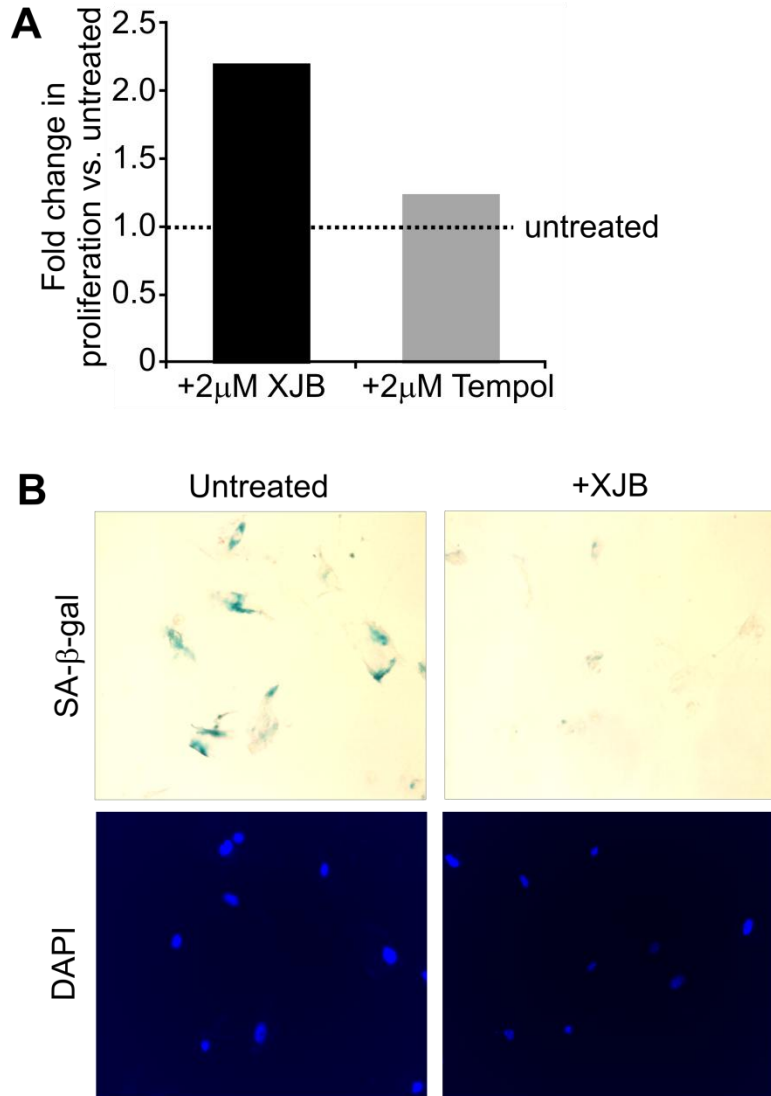 A
Fold change in
proliferation vs. untreated
2.5
2.0
1.5
1.0
0.5
0
untreated
+2μM XJB
+2μM Tempol
B
Untreated
+XJB
SA-β-gal
DAPI